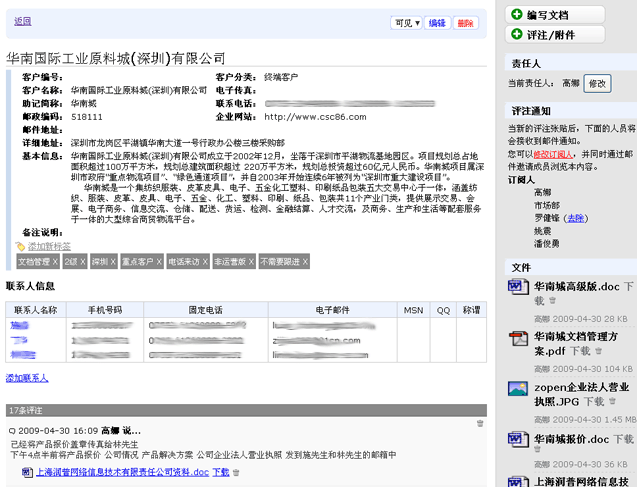 返回
可见 ▼ 编辑 删除
华南国际工业原料城(深圳)有限公司
客户编号: 客户分类: 终端客户
客户名称: 华南国际工业原料城(深圳)有限公司 电子传真:
助记简称: 华南城 联系电话:
邮政编码: 518111 企业网站: http://www.csc86.com
邮件地址:
详细地址: 深圳市龙岗区平湖镇华南大道一号行政办公楼三楼采购部
基本信息: 华南国际工业原料城(深圳)有限公司成立于2002年12月，坐落于深圳市平湖物流基地园区。项目规划总占地
面积超过100万平方米，规划总建筑面积超过 220万平方米，规划总投资超过60亿元人民币。华南城项目属深
圳市政府“重点物流项目”、“绿色通道项目”，并自2003年开始连续6年被列为“深圳市重大建设项目”。
华南城是一个集纺织服装、皮革皮具、电子、五金化工塑料、印刷纸品包装五大交易中心于一体，涵盖纺
织、服装、皮革、皮具、电子、五金、化工、塑料、印刷、纸品、包装共11个产业门类，提供展示交易、会
展、电子商务、信息交流、仓储、配送、货运、检测、金融结算、人才交流，及商务、生产和生活等配套服务
于一体的大型综合商贸物流平台。
备注说明:
添加新标签
文档管理 X 2级 X 深圳 X 重点客户 X 电话来访 X 非运营族 X 不需要跟进 X
联系人信息
联系人名称 手机号码 固定电话 电子邮件 MSN QQ 称谓
添加联系人
17条评注
2009-04-30 16:09 高娜 说...
已经将产品报价盖章传真给林先生
下午4点半前将产品报价 公司情况 产品解决方案 公司企业法人营业执照 发到施先生和林先生的邮箱中
上海润普网络信息技术有限责任公司资料.doc 下载
编写文档
评注/附件
责任人
当前责任人: 高娜 修改
评注通知
当新的评注张贴后，下面的人员将
会接收到邮件通知。
您可以修改订阅人，并同时通过邮
件邀请成员浏览本内容。
订阅人
高娜
市场部
罗健锋 (去除)
姚震
潘俊勇
文件
华南城高级版.doc 下
载
高娜 2009-04-30 28 KB
华南城文档管理方
案.pdf 下载
高娜 2009-04-30 104 KB
zopen企业法人营业
执照.JPG 下载
高娜 2009-04-30 1.45 MB
华南城报价.doc 下载
高娜 2009-04-30 36 KB
上海润普网络信息技